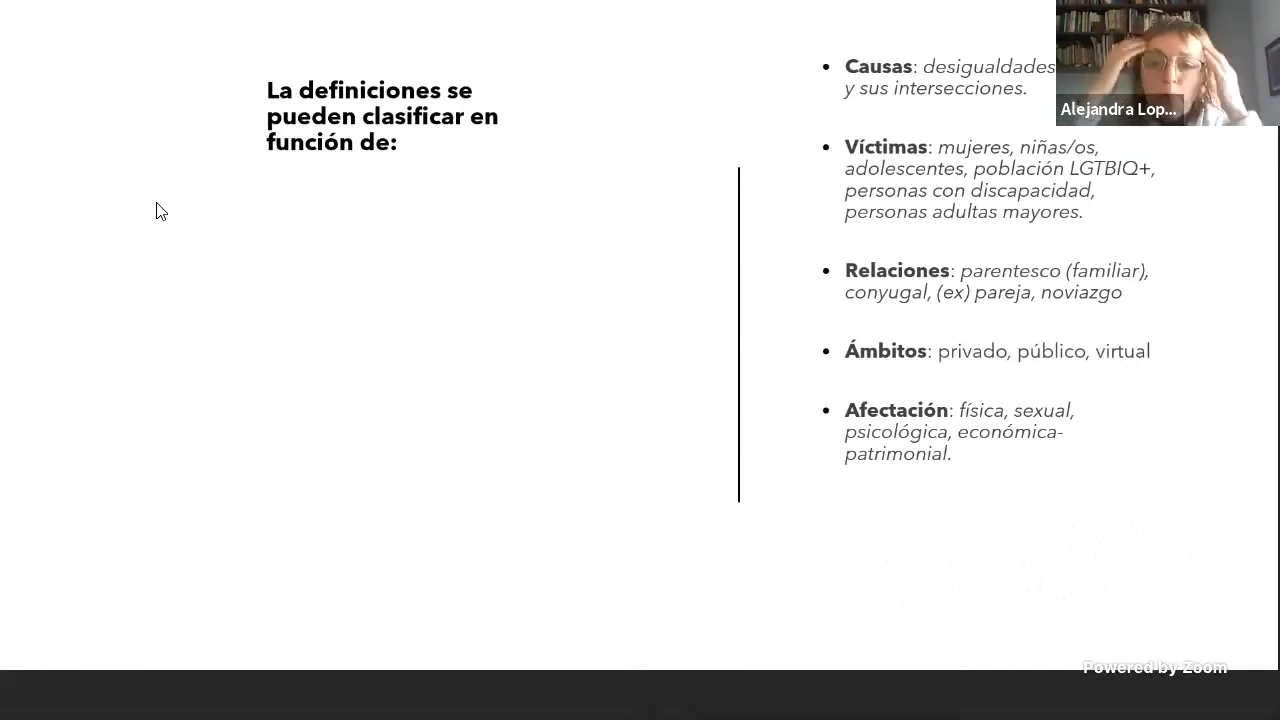 La definiciones se
pueden clasificar en
función de:
• Causas: desigualdades
y sus intersecciones.
• Víctimas: mujeres, niñas/os,
adolescentes, población LGTBIQ+,
personas con discapacidad,
personas adultas mayores.
• Relaciones: parentesco (familiar),
conyugal, (ex) pareja, noviazgo
• Ámbitos: privado, público, virtual
• Afectación: física, sexual,
psicológica, económica-
patrimonial.
Alejandra Lop...
Powered by Zoom